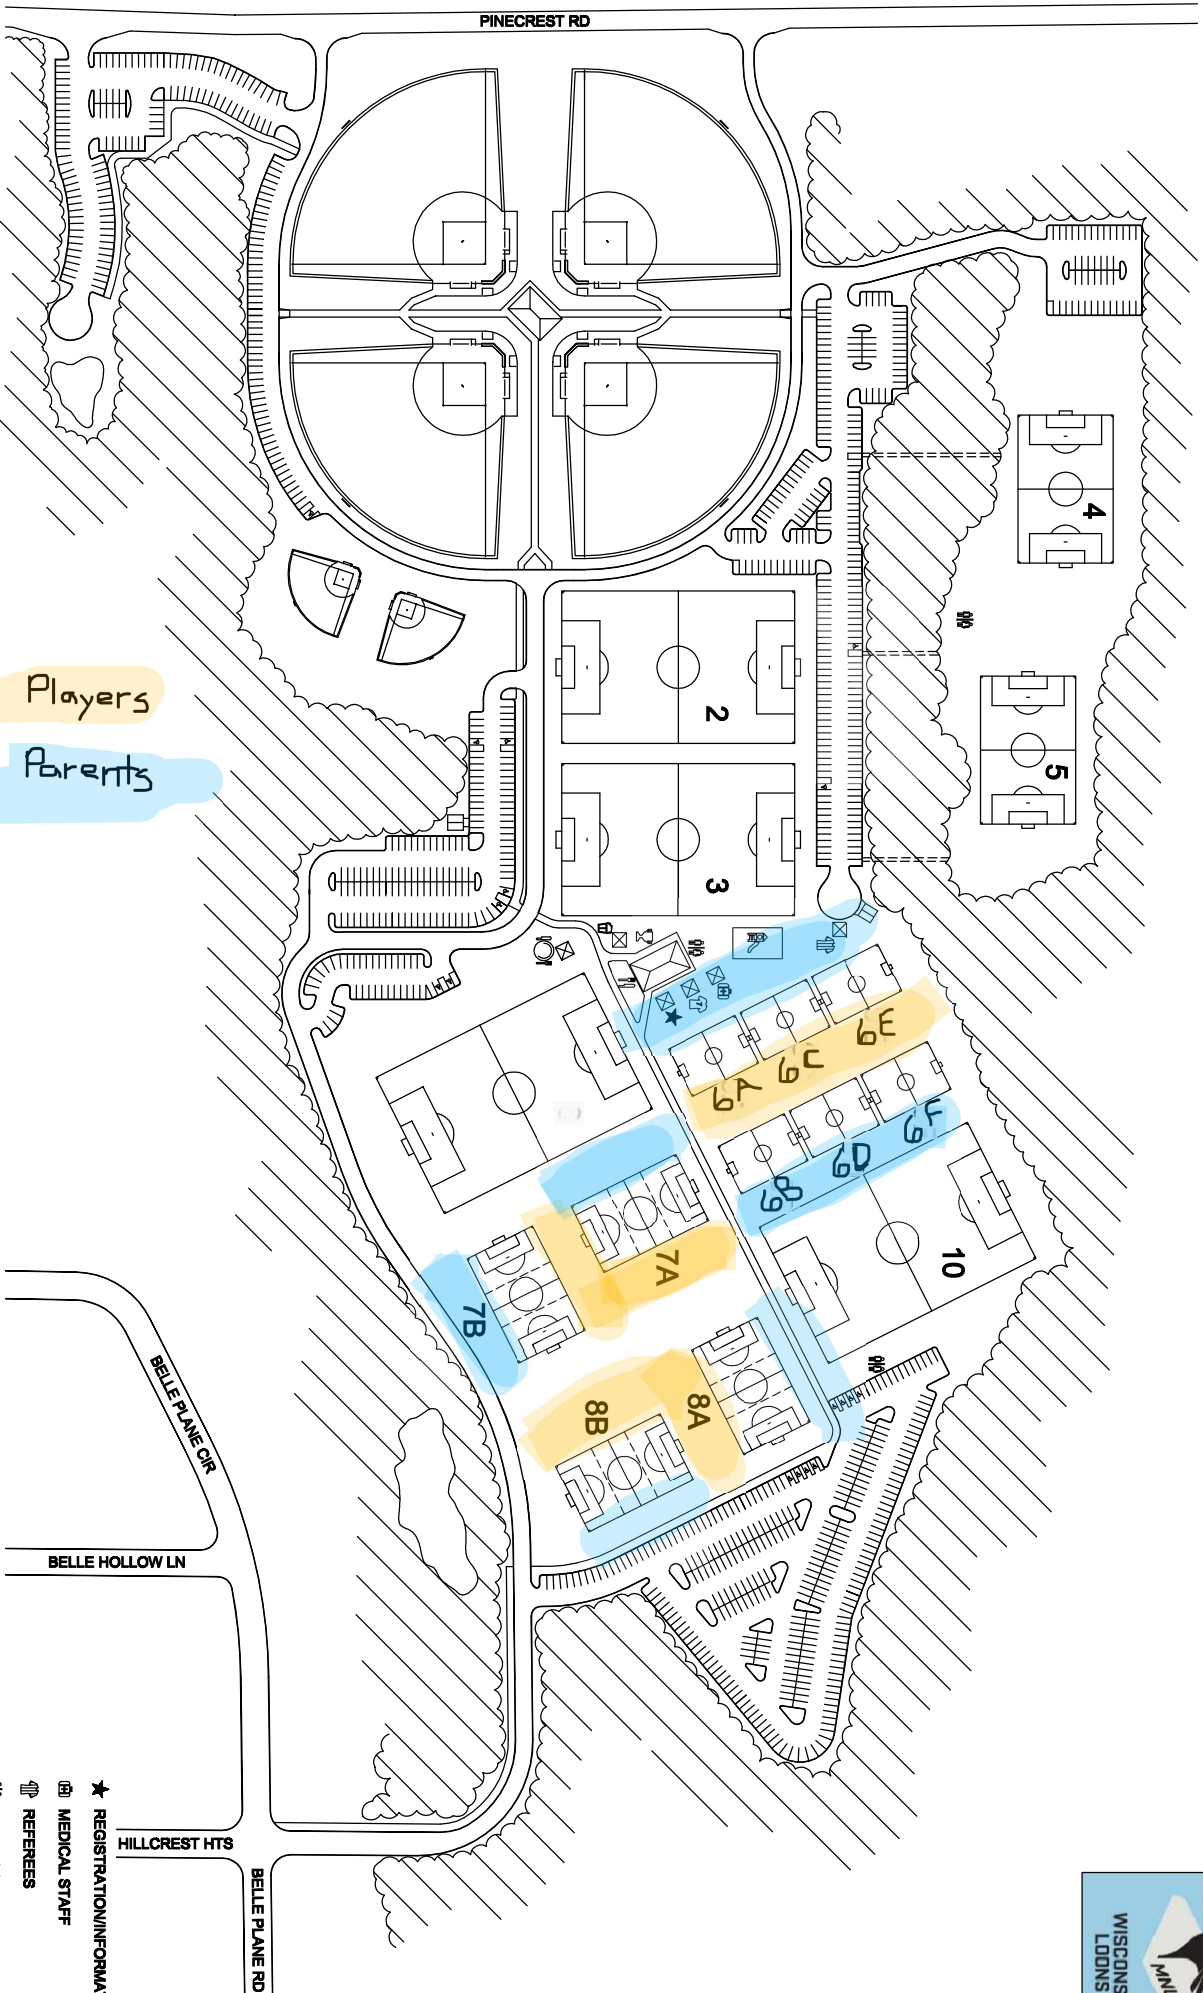 PINECREST RD
4
5
2
3
Players
Parents
6E
6C
6A
6F
6D
6B
10
7A
7B
8A
8B
BELLE PLANE CIR
BELLE HOLLOW LN
HILLCREST HTS
BELLE PLANE RD
REGISTRATION/INFORMA
MEDICAL STAFF
REFEREES
WISCONS
LOONS